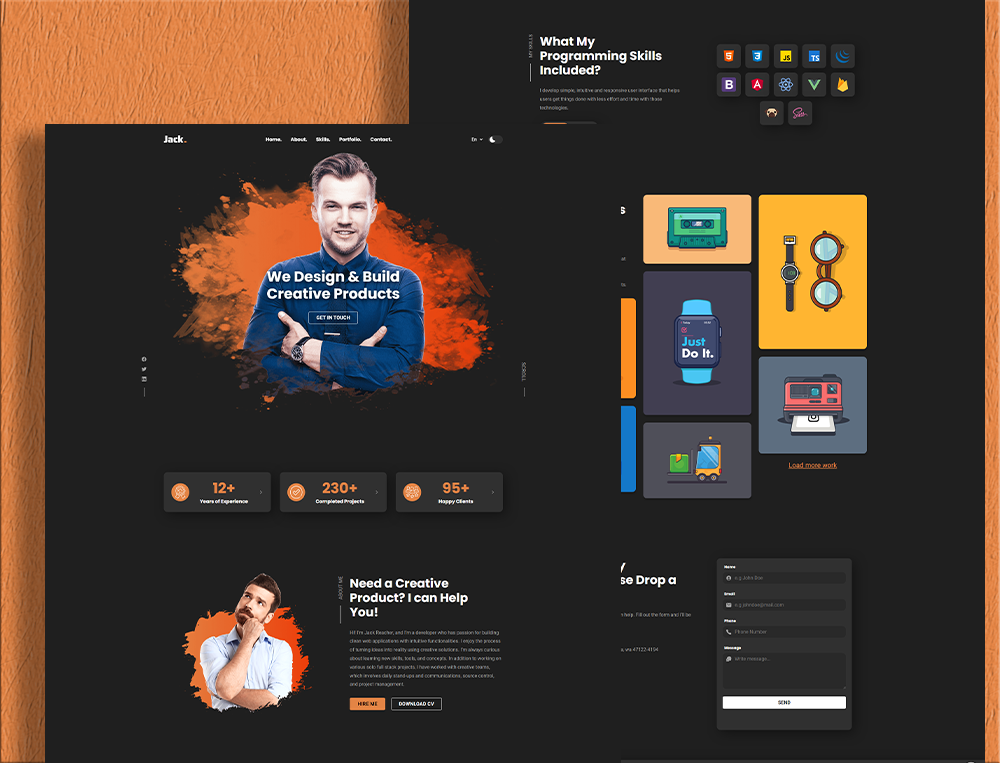 MY SKILLS
What My
Programming Skills
Included?
I develop simple, intuitive and responsive user interface that helps
users get things done with less effort and time with those
technologies.
5
3
JS
TS
B
A
Sass
Jack.
Home. About. Skills. Portfolio. Contact.
En
We Design & Build
Creative Products
GET IN TOUCH
SCROLL
12+
Years of Experience
230+
Completed Projects
95+
Happy Clients
ABOUT ME
Need a Creative
Product? I can Help
You!
Hi! I'm Jack Beacher, and I'm a developer who has passion for building
clean web applications with intuitive functionalities. I enjoy the process
of turning ideas into reality using creative solutions. I'm always curious
about learning new skills, tools, and concepts. In addition to working on
various solo full stack projects, I have worked with creative teams,
which involves daily stand-ups and communications, source control,
and project management.
HIRE ME
DOWNLOAD CV
s
Just
Do It.
Load more work
y
se Drop a
n help. Fill out the form and I'll be
47122-4194
Name
e.g John Doe
Email
e.g johndoe@mail.com
Phone
Phone Number
Message
Write message...
SEND